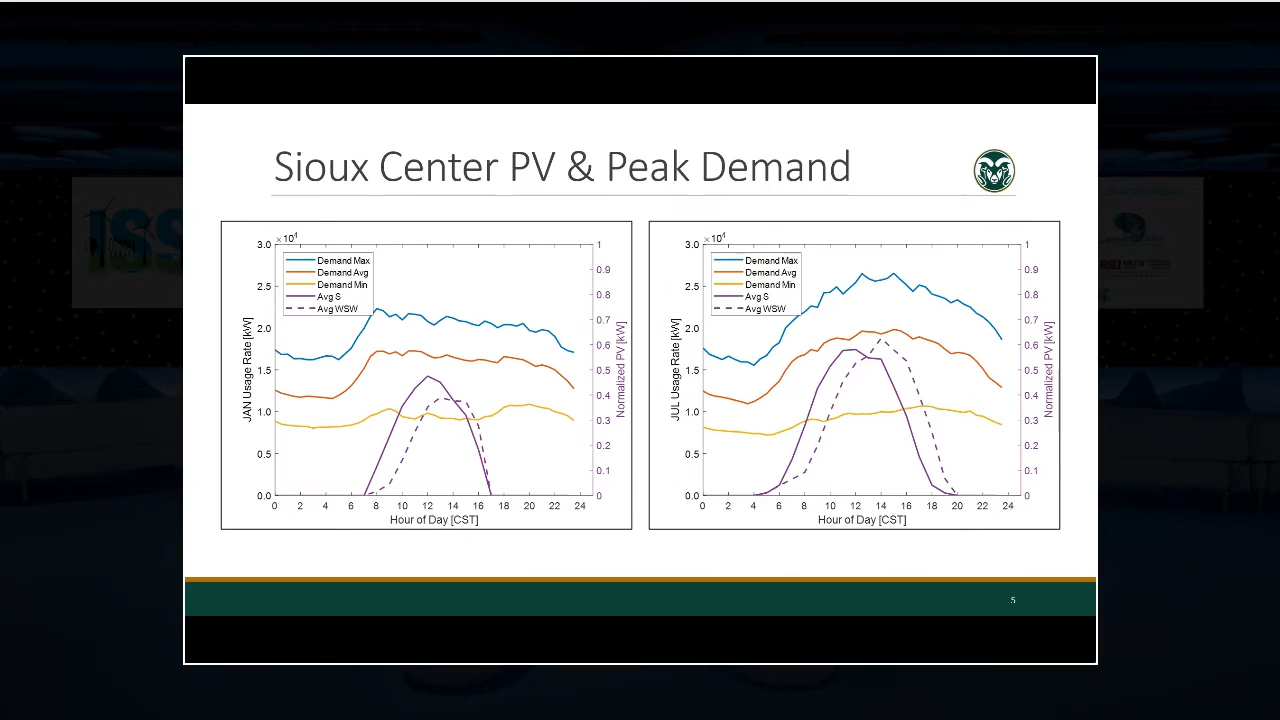 Sioux Center PV & Peak Demand
×10⁴
3.0
2.5
2.0
1.5
1.0
0.5
0.0
JAN Usage Rate [kW]
Demand Max
Demand Avg
Demand Min
Avg S
Avg WSW
1
0.9
0.8
0.7
0.6
0.5
0.4
0.3
0.2
0.1
0
Normalized PV [kW]
0 2 4 6 8 10 12 14 16 18 20 22 24
Hour of Day [CST]
×10⁴
3.0
2.5
2.0
1.5
1.0
0.5
0.0
JUL Usage Rate [kW]
Demand Max
Demand Avg
Demand Min
Avg S
Avg WSW
1
0.9
0.8
0.7
0.6
0.5
0.4
0.3
0.2
0.1
0
Normalized PV [kW]
0 2 4 6 8 10 12 14 16 18 20 22 24
Hour of Day [CST]
5